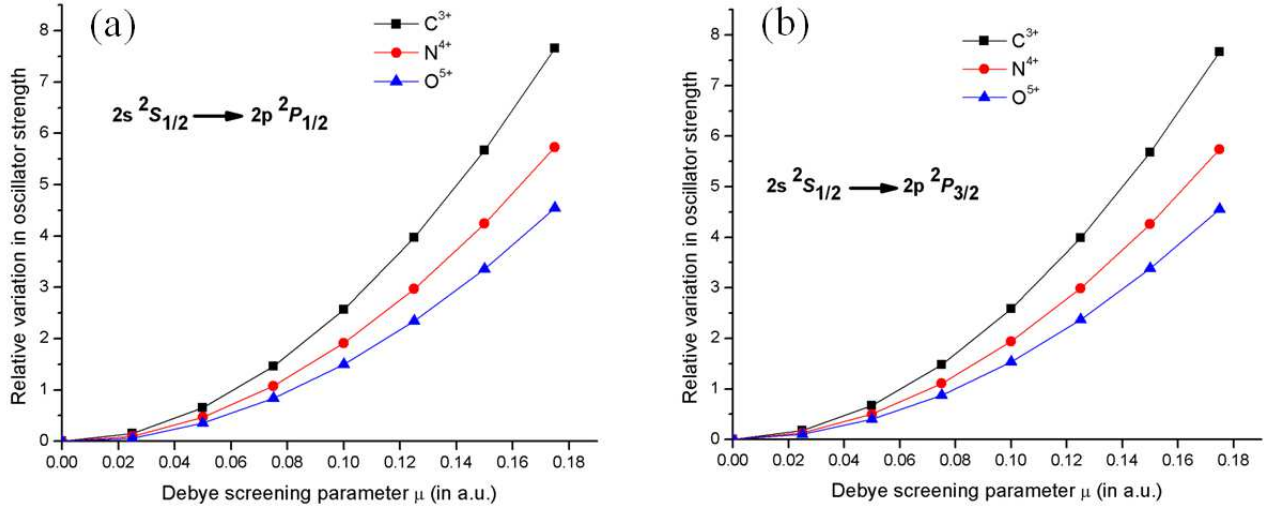 (a)
C³⁺
N⁴⁺
O⁵⁺
2s ²S₁/₂ → 2p ²P₁/₂
Relative variation in oscillator strength
8
7
6
5
4
3
2
1
0
0.00 0.02 0.04 0.06 0.08 0.10 0.12 0.14 0.16 0.18
Debye screening parameter μ (in a.u.)
(b)
C³⁺
N⁴⁺
O⁵⁺
2s ²S₁/₂ → 2p ²P₃/₂
Relative variation in oscillator strength
8
7
6
5
4
3
2
1
0
0.00 0.02 0.04 0.06 0.08 0.10 0.12 0.14 0.16 0.18
Debye screening parameter μ (in a.u.)